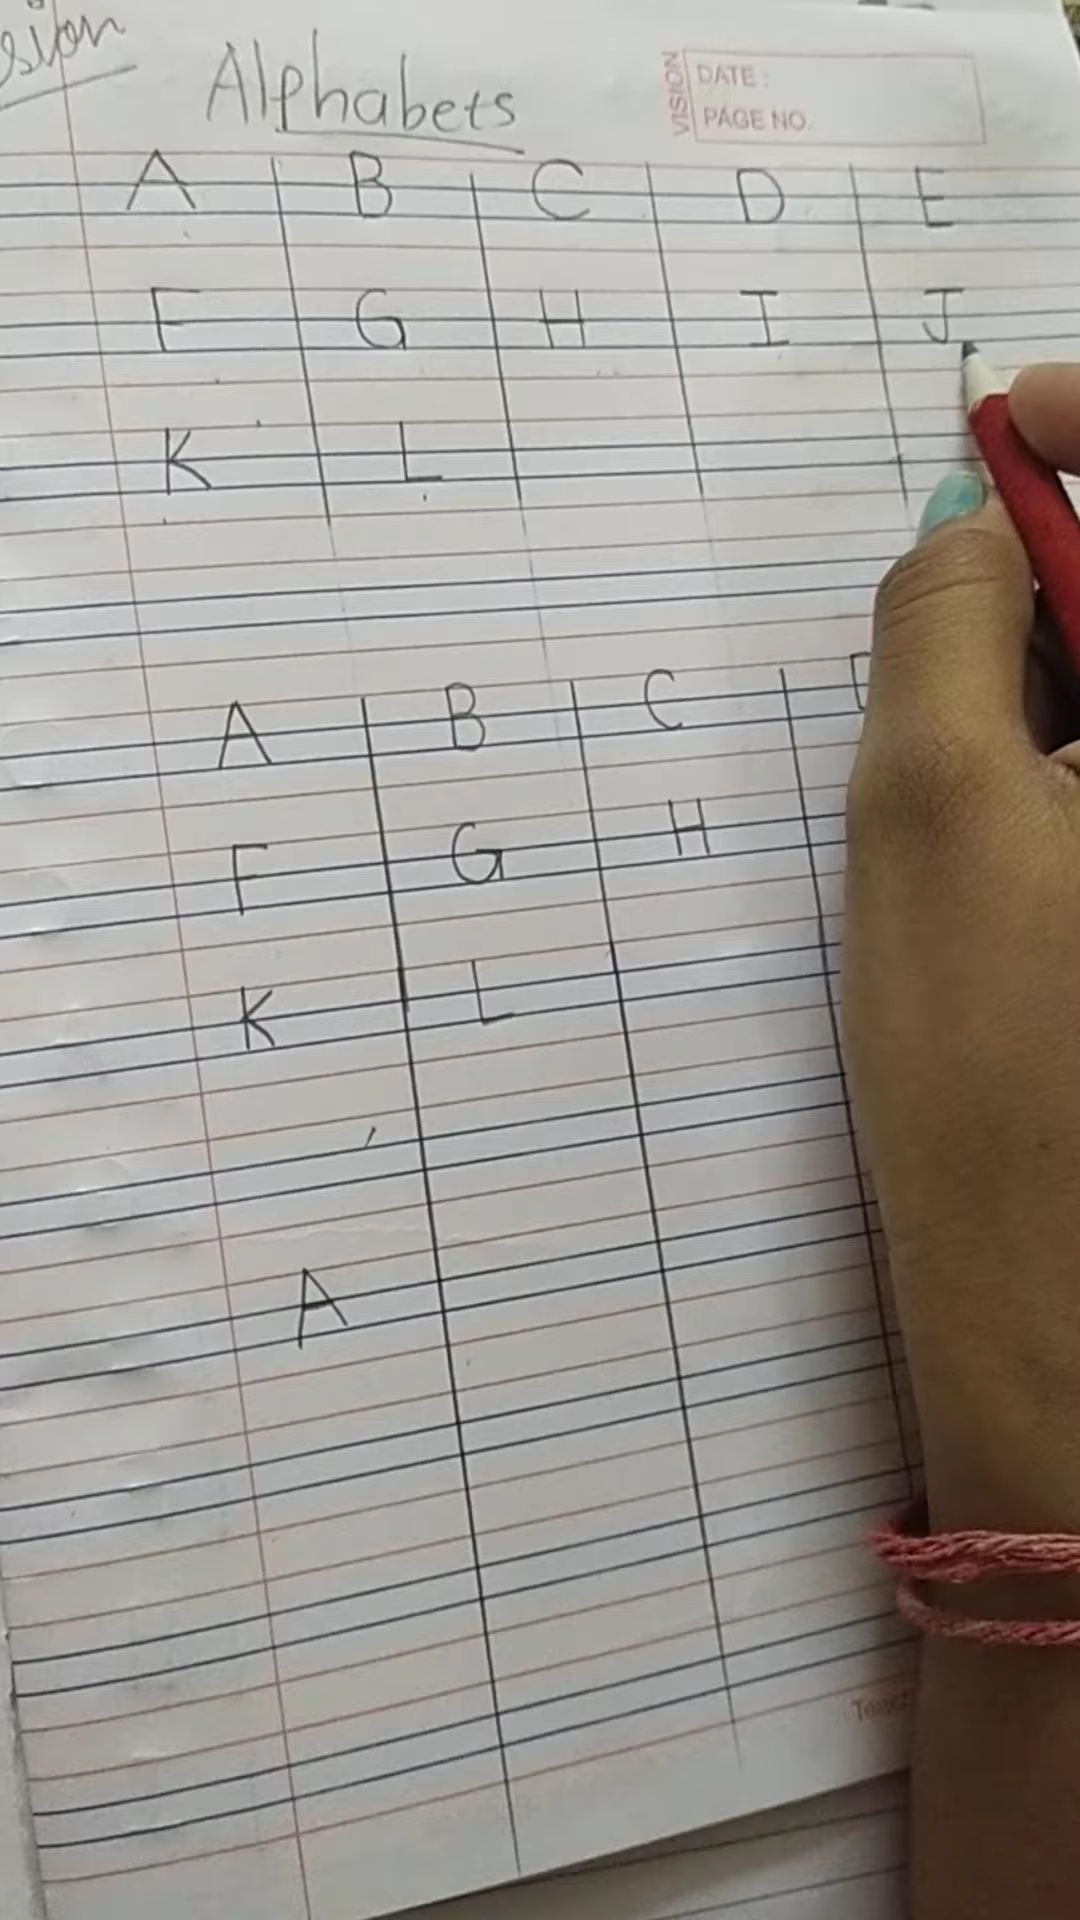 Alphabets
VISION
DATE :
PAGE NO.
A B C D E
F G H I J
K L
A B C
F G H
K L
A